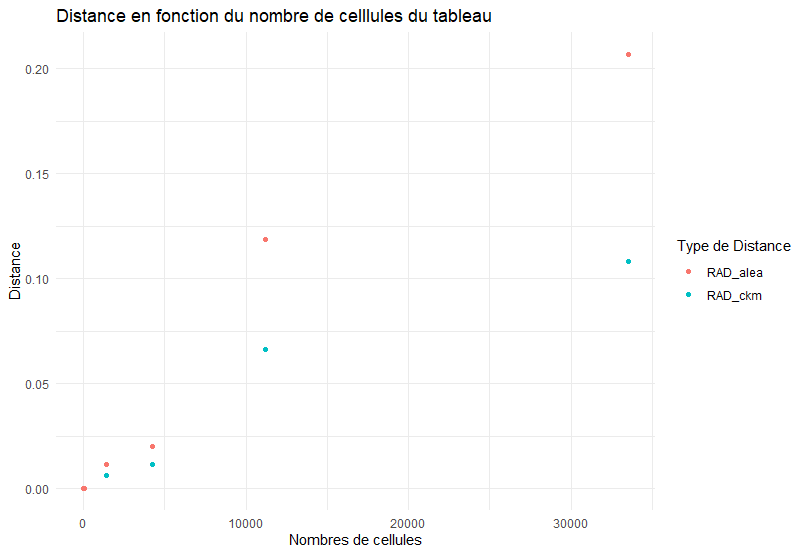 Distance en fonction du nombre de celllules du tableau
0.20
0.15
0.10
0.05
0.00
Distance
0
10000
20000
30000
Nombres de cellules
Type de Distance
RAD_alea
RAD_ckm